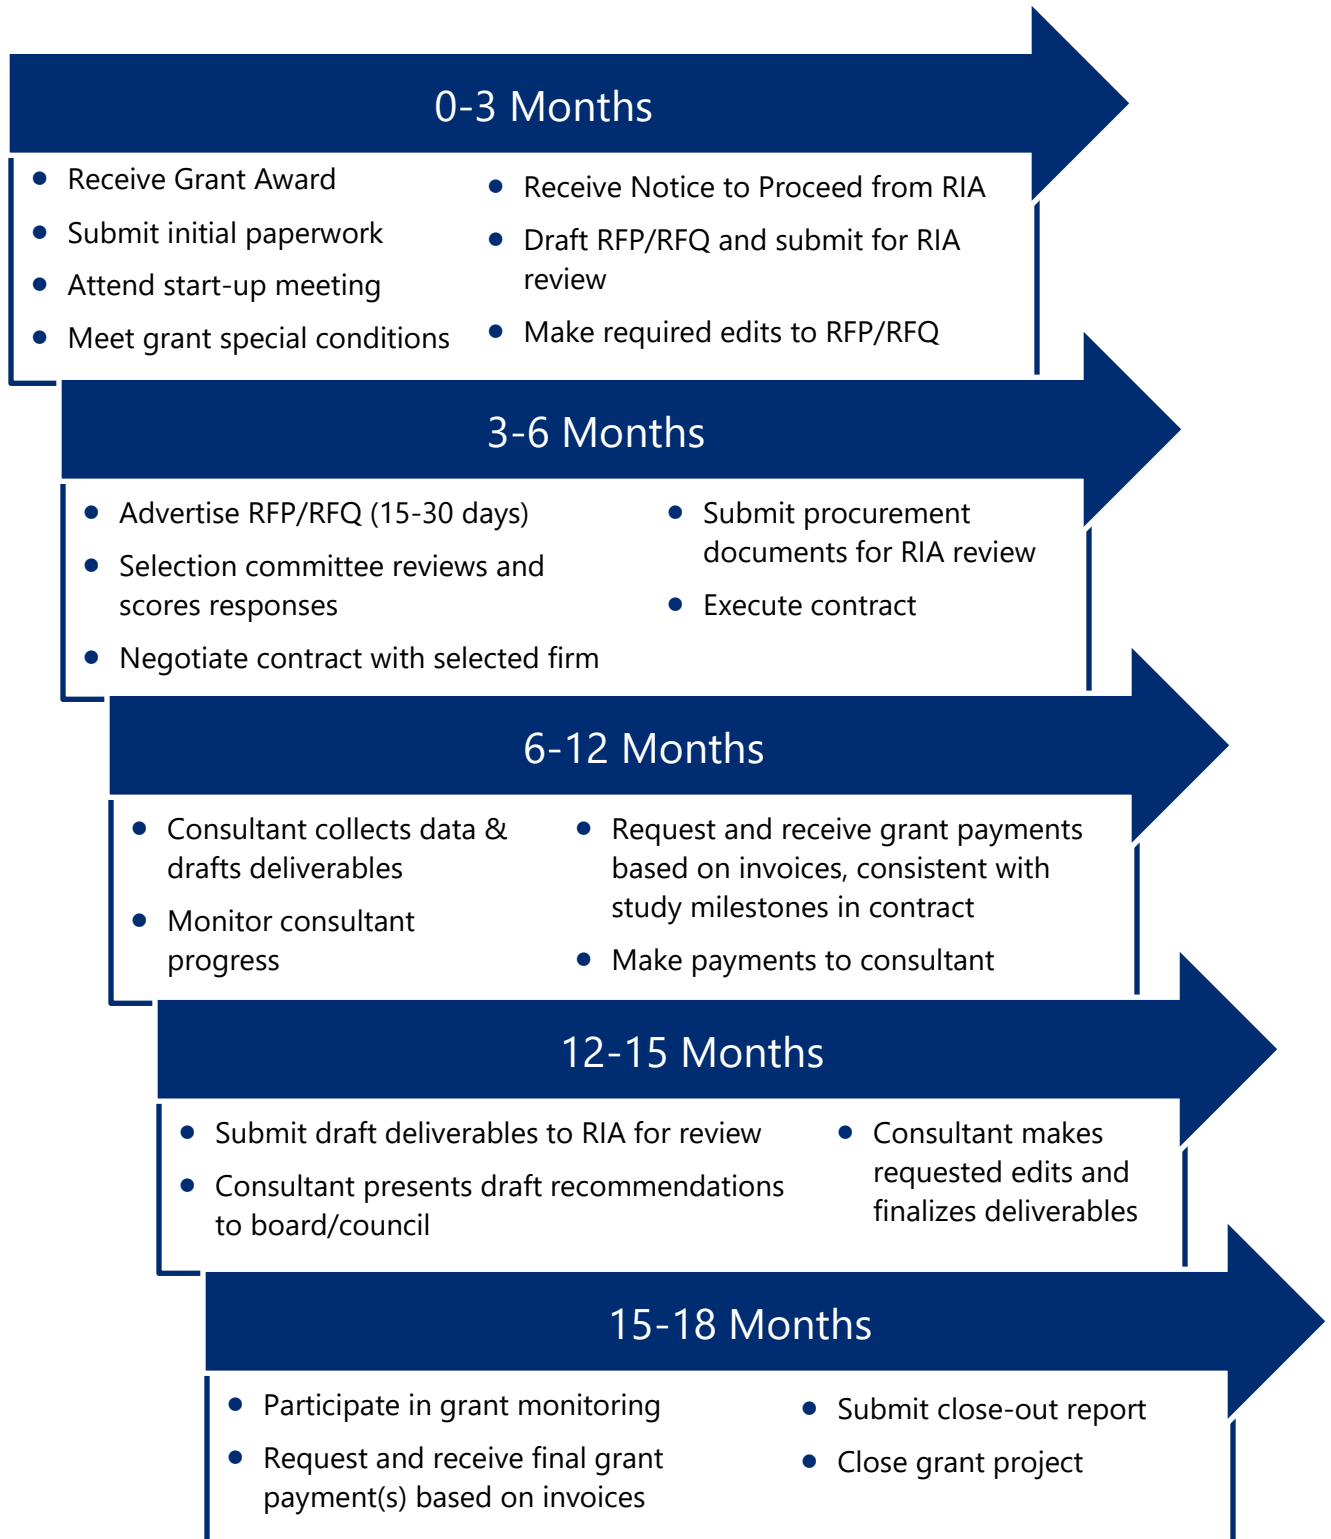 0-3 Months
• Receive Grant Award
• Submit initial paperwork
• Attend start-up meeting
• Meet grant special conditions
• Receive Notice to Proceed from RIA
• Draft RFP/RFQ and submit for RIA
review
• Make required edits to RFP/RFQ
3-6 Months
• Advertise RFP/RFQ (15-30 days)
• Selection committee reviews and
scores responses
• Negotiate contract with selected firm
• Submit procurement
documents for RIA review
• Execute contract
6-12 Months
• Consultant collects data &
drafts deliverables
• Monitor consultant
progress
• Request and receive grant payments
based on invoices, consistent with
study milestones in contract
• Make payments to consultant
12-15 Months
• Submit draft deliverables to RIA for review
• Consultant presents draft recommendations
to board/council
• Consultant makes
requested edits and
finalizes deliverables
15-18 Months
• Participate in grant monitoring
• Request and receive final grant
payment(s) based on invoices
• Submit close-out report
• Close grant project